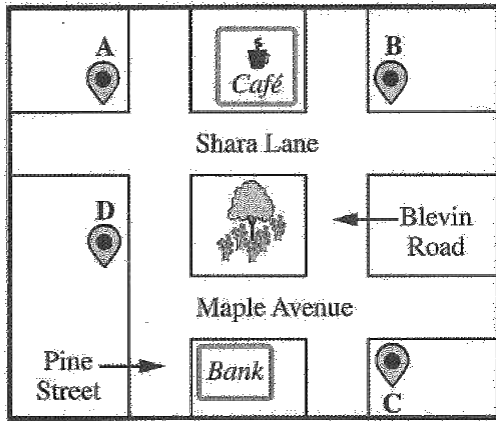 A
B
Café
Shara Lane
D
Blevin
Road
Maple Avenue
Pine
Street
Bank
C